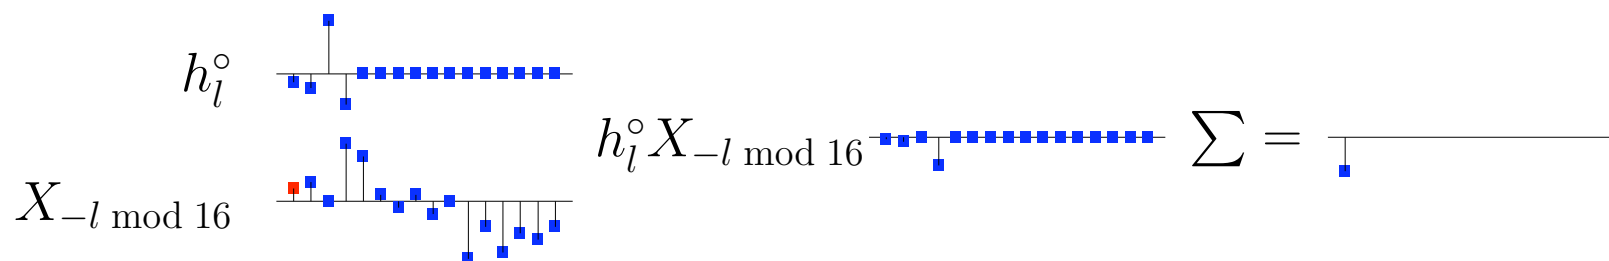 h_l^∘
h_l^∘ X_{−l mod 16} ∑ =
X_{−l mod 16}